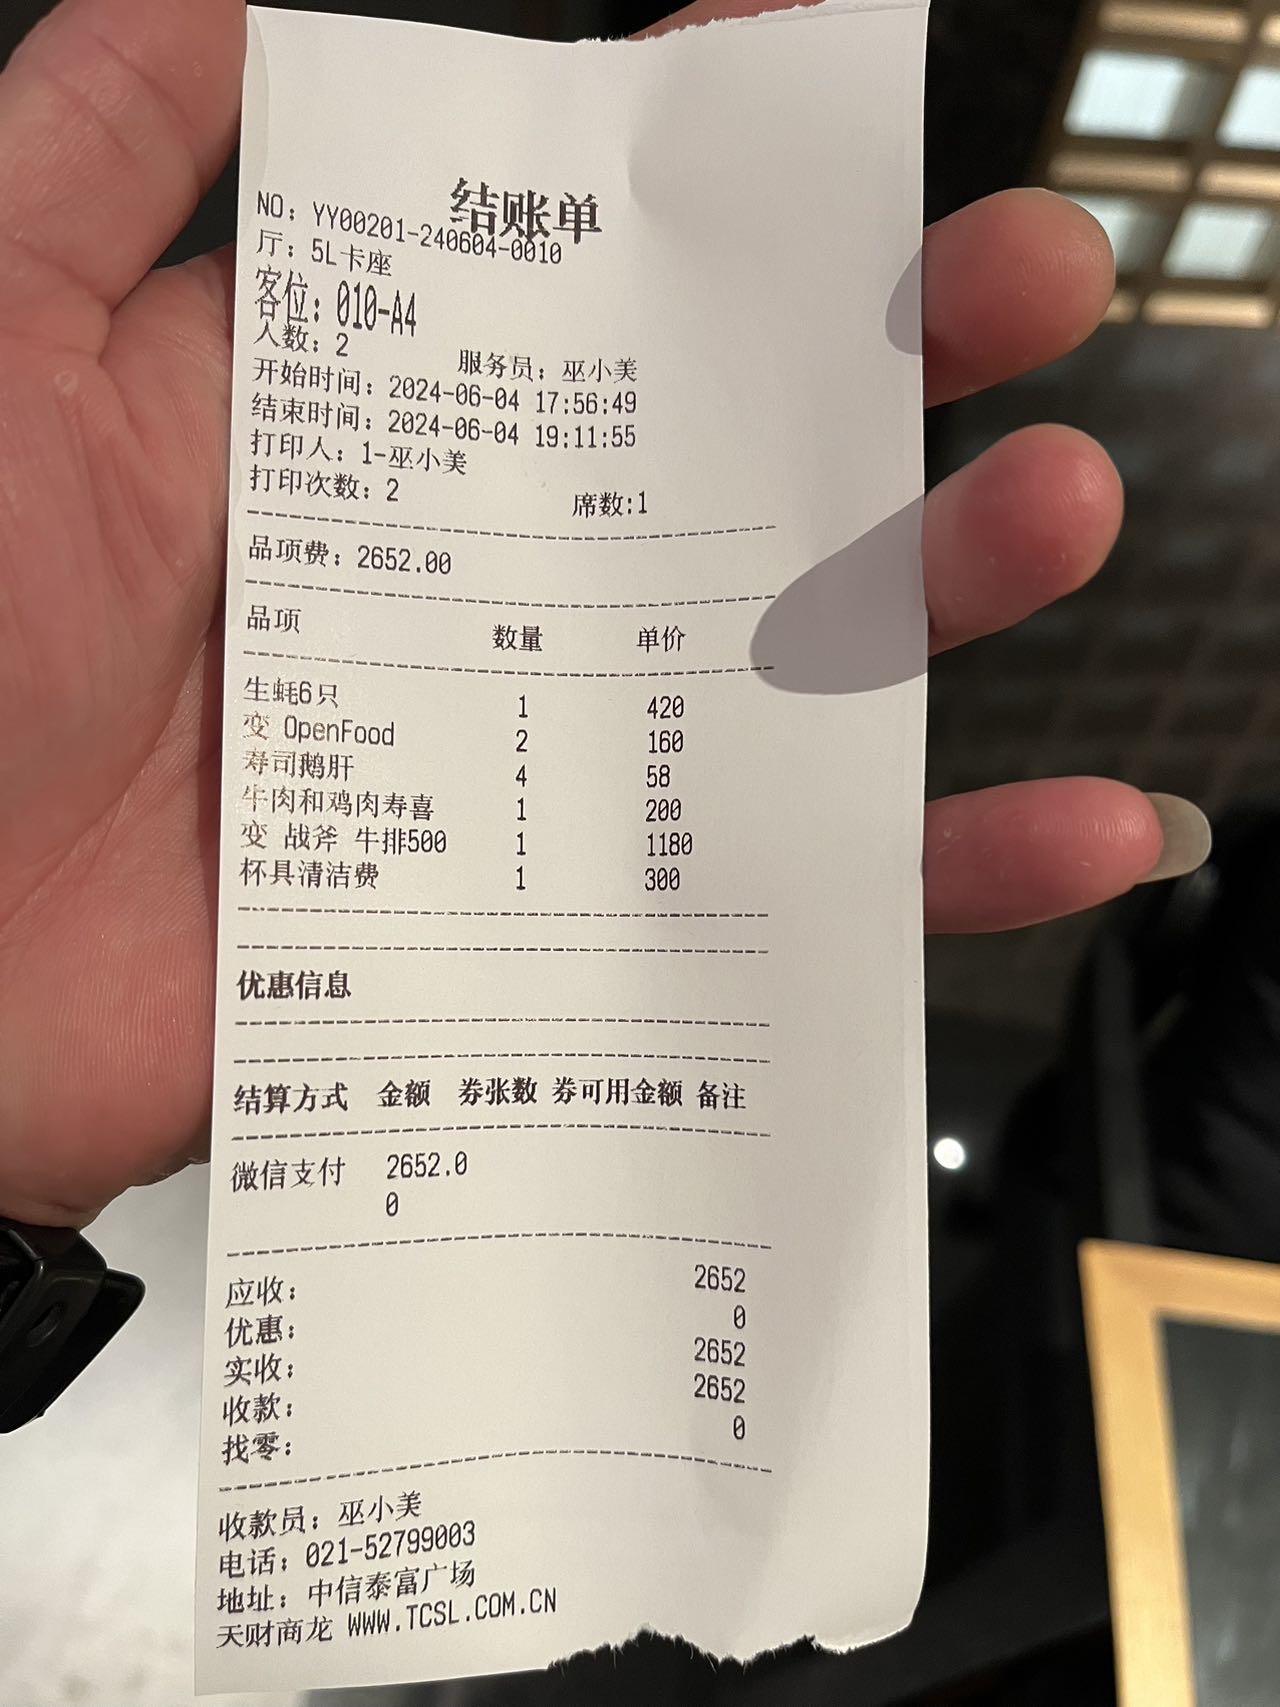 结账单
NO：YY00201-240604-0010
厅：5L卡座
客位：010-A4
人数：2 服务员：巫小美
开始时间：2024-06-04 17:56:49
结束时间：2024-06-04 19:11:55
打印人：1-巫小美
打印次数：2 席数:1
品项费：2652.00
品项 数量 单价
生蚝6只 1 420
变 OpenFood 2 160
寿司鹅肝 4 58
牛肉和鸡肉寿喜 1 200
变 战斧 牛排500 1 1180
杯具清洁费 1 300
优惠信息
结算方式 金额 券张数 券可用金额 备注
微信支付 2652.0
0
应收： 2652
优惠： 0
实收： 2652
收款： 2652
找零： 0
收款员：巫小美
电话：021-52799003
地址：中信泰富广场
天财商龙 WWW.TCSL.COM.CN